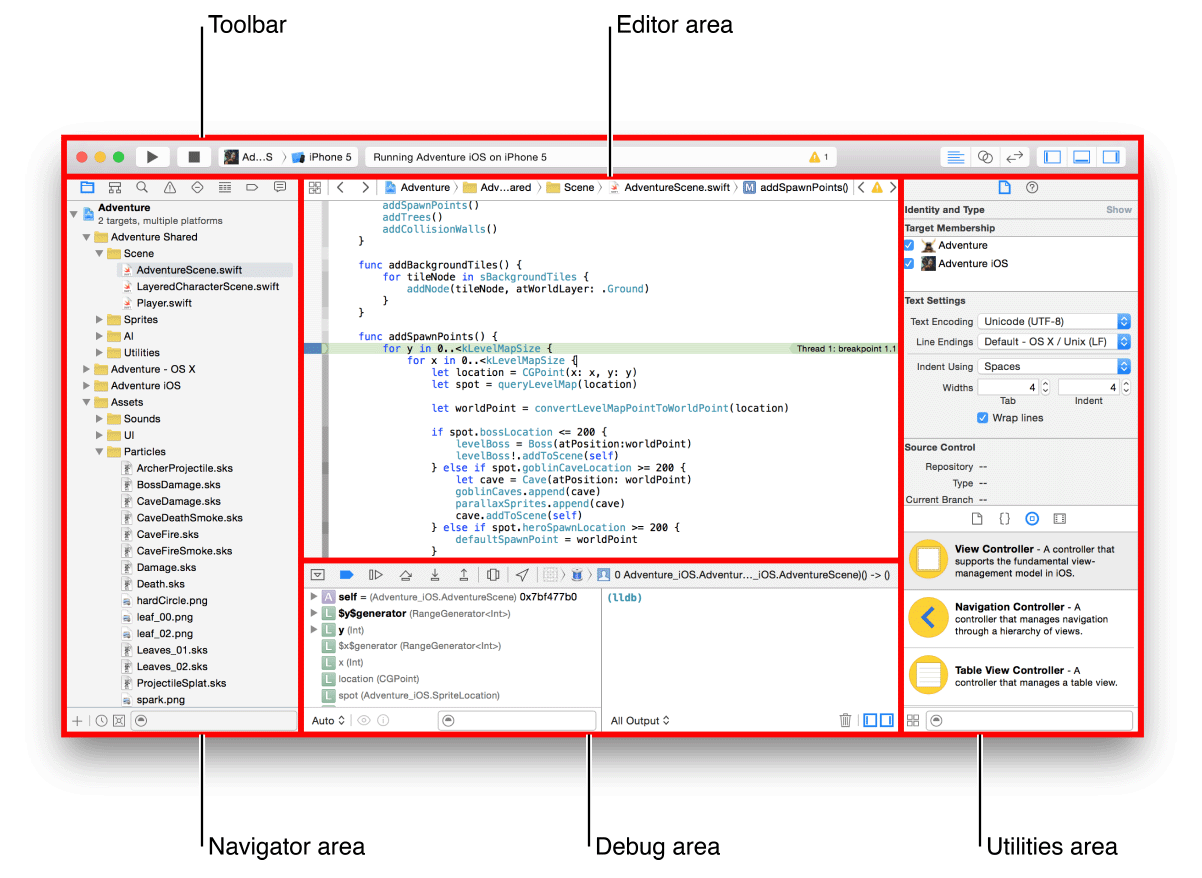 Toolbar
Editor area
Ad...S
iPhone 5
Running Adventure iOS on iPhone 5
1
Adventure
2 targets, multiple platforms
Adventure Shared
Scene
AdventureScene.swift
LayeredCharacterScene.swift
Player.swift
Sprites
AI
Utilities
Adventure - OS X
Adventure iOS
Assets
Sounds
UI
Particles
ArcherProjectile.sks
BossDamage.sks
CaveDamage.sks
CaveDeathSmoke.sks
CaveFire.sks
CaveFireSmoke.sks
Damage.sks
Death.sks
hardCircle.png
leaf_00.png
leaf_02.png
Leaves_01.sks
Leaves_02.sks
ProjectileSplat.sks
spark.png
Adventure
Adv...ared
Scene
AdventureScene.swift
M
addSpawnPoints()
addSpawnPoints()
addTrees()
addCollisionWalls()
}
func addBackgroundTiles() {
for tileNode in sBackgroundTiles {
addNode(tileNode, atWorldLayer: .Ground)
}
}
func addSpawnPoints() {
for y in 0..<kLevelMapSize {
Thread 1: breakpoint 1.1
for x in 0..<kLevelMapSize {
let location = CGPoint(x: x, y: y)
let spot = queryLevelMap(location)
let worldPoint = convertLevelMapPointToWorldPoint(location)
if spot.bossLocation <= 200 {
levelBoss = Boss(atPosition:worldPoint)
levelBoss!.addToScene(self)
} else if spot.goblinCaveLocation >= 200 {
let cave = Cave(atPosition: worldPoint)
goblinCaves.append(cave)
parallaxSprites.append(cave)
cave.addToScene(self)
} else if spot.heroSpawnLocation >= 200 {
defaultSpawnPoint = worldPoint
}
0 Adventure_iOS.Adventur..._iOS.AdventureScene)() -> ()
A self = (Adventure_iOS.AdventureScene) 0x7bf477b0
L $y$generator (RangeGenerator<Int>)
L y (Int)
L $x$generator (RangeGenerator<Int>)
L x (Int)
L location (CGPoint)
L spot (Adventure_iOS.SpriteLocation)
Auto
(lldb)
All Output
Identity and Type
Show
Target Membership
Adventure
Adventure iOS
Text Settings
Text Encoding
Unicode (UTF-8)
Line Endings
Default - OS X / Unix (LF)
Indent Using
Spaces
Widths
4
4
Tab
Indent
Wrap lines
Source Control
Repository --
Type --
Current Branch --
{}
View Controller - A controller that
supports the fundamental view-
management model in iOS.
Navigation Controller - A
controller that manages navigation
through a hierarchy of views.
Table View Controller - A
controller that manages a table view.
Navigator area
Debug area
Utilities area